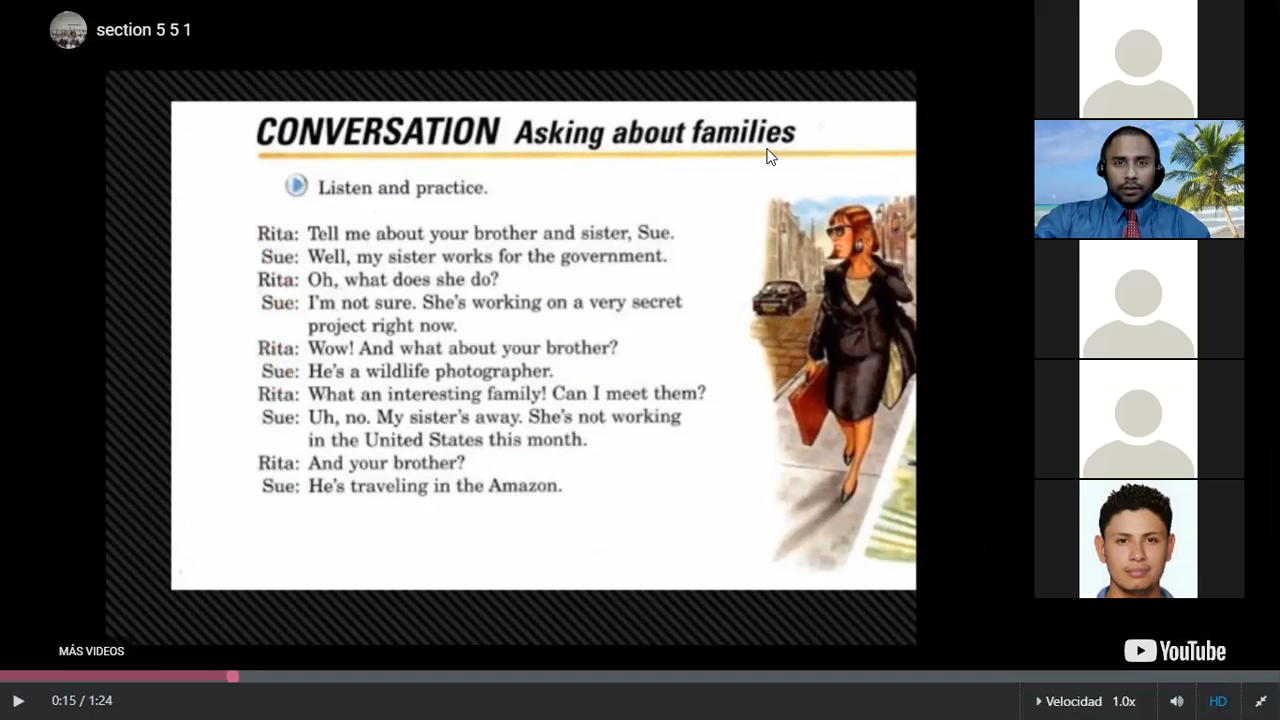 section 5 5 1
CONVERSATION Asking about families
Listen and practice.
Rita: Tell me about your brother and sister, Sue.
Sue: Well, my sister works for the government.
Rita: Oh, what does she do?
Sue: I'm not sure. She's working on a very secret
project right now.
Rita: Wow! And what about your brother?
Sue: He's a wildlife photographer.
Rita: What an interesting family! Can I meet them?
Sue: Uh, no. My sister's away. She's not working
in the United States this month.
Rita: And your brother?
Sue: He's traveling in the Amazon.
MÁS VIDEOS
YouTube
0:15 / 1:24
Velocidad 1.0x
HD